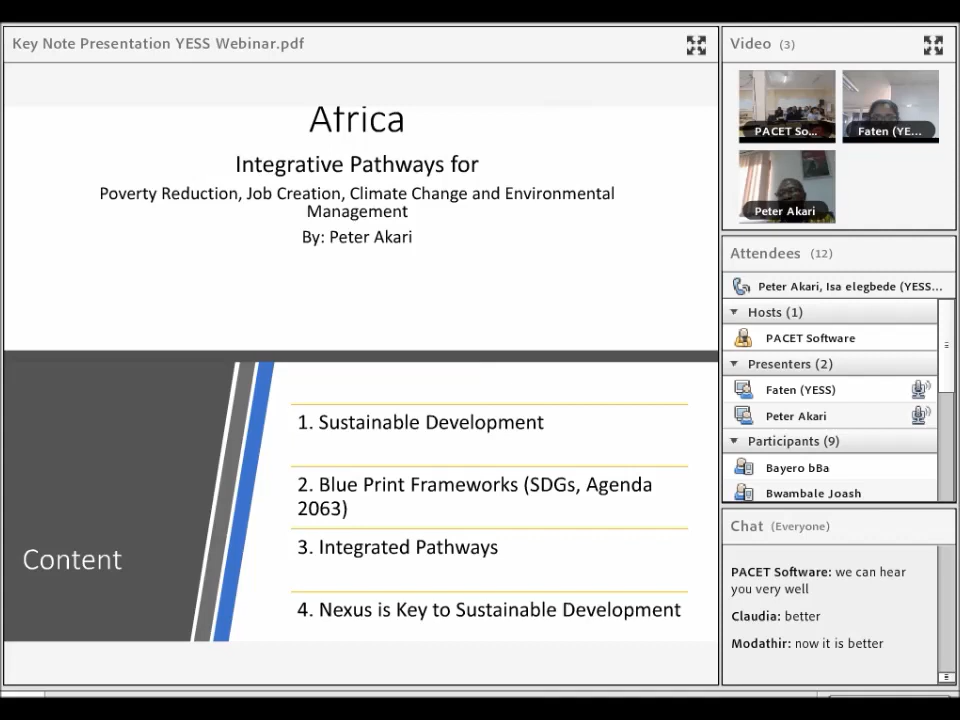 Key Note Presentation YESS Webinar.pdf
Africa
Integrative Pathways for
Poverty Reduction, Job Creation, Climate Change and Environmental
Management
By: Peter Akari
Content
1. Sustainable Development
2. Blue Print Frameworks (SDGs, Agenda
2063)
3. Integrated Pathways
4. Nexus is Key to Sustainable Development
Video (3)
PACET So...
Faten (YE...
Peter Akari
Attendees (12)
Peter Akari, Isa elegbede (YESS...
Hosts (1)
PACET Software
Presenters (2)
Faten (YESS)
Peter Akari
Participants (9)
Bayero bBa
Bwambale Joash
Chat (Everyone)
PACET Software: we can hear
you very well
Claudia: better
Modathir: now it is better